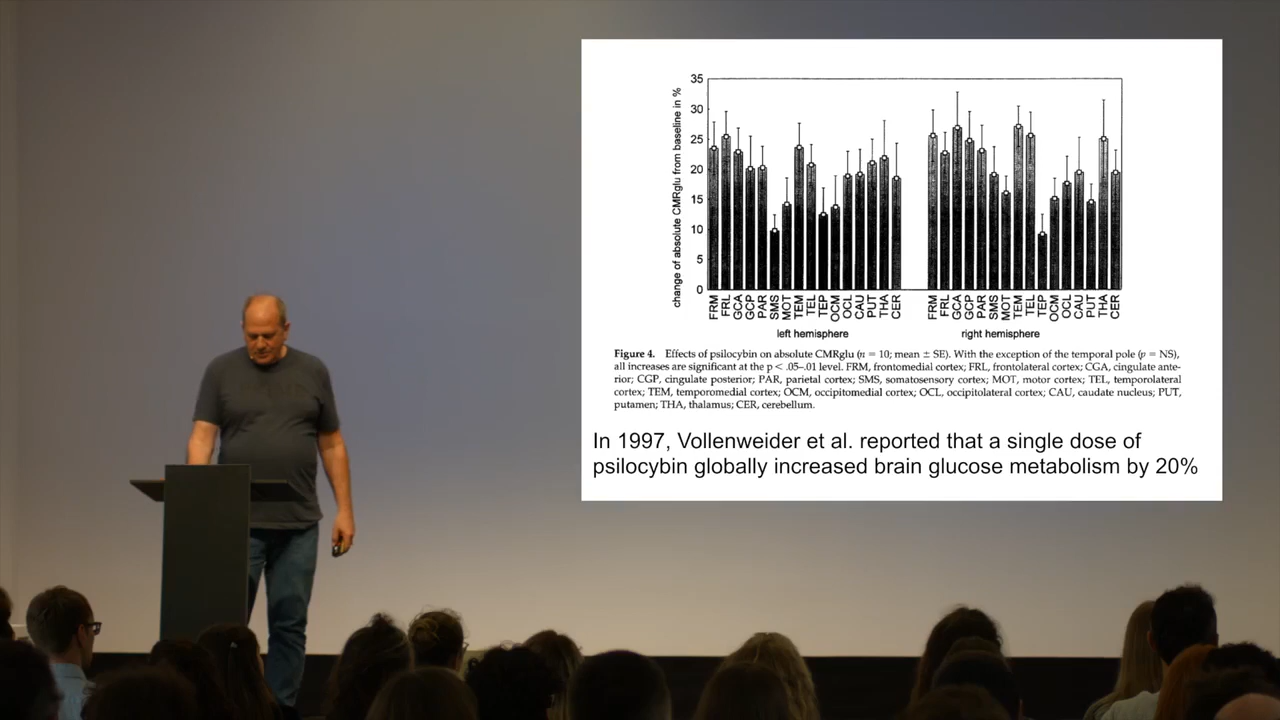 change of absolute CMRglu from baseline in %
35
30
25
20
15
10
5
0
FRM FRL GCA GCP PAR SMS MOT TEM TEL TEP OCM OCL CAU PUT THA CER
FRM FRL GCA GCP PAR SMS MOT TEM TEL TEP OCM OCL CAU PUT THA CER
left hemisphere
right hemisphere
Figure 4. Effects of psilocybin on absolute CMRglu (n = 10; mean ± SE). With the exception of the temporal pole (p = NS),
all increases are significant at the p < .05–.01 level. FRM, frontomedial cortex; FRL, frontolateral cortex; CGA, cingulate ante-
rior; CGP, cingulate posterior; PAR, parietal cortex; SMS, somatosensory cortex; MOT, motor cortex; TEL, temporolateral
cortex; TEM, temporomedial cortex; OCM, occipitomedial cortex; OCL, occipitolateral cortex; CAU, caudate nucleus; PUT,
putamen; THA, thalamus; CER, cerebellum.
In 1997, Vollenweider et al. reported that a single dose of
psilocybin globally increased brain glucose metabolism by 20%